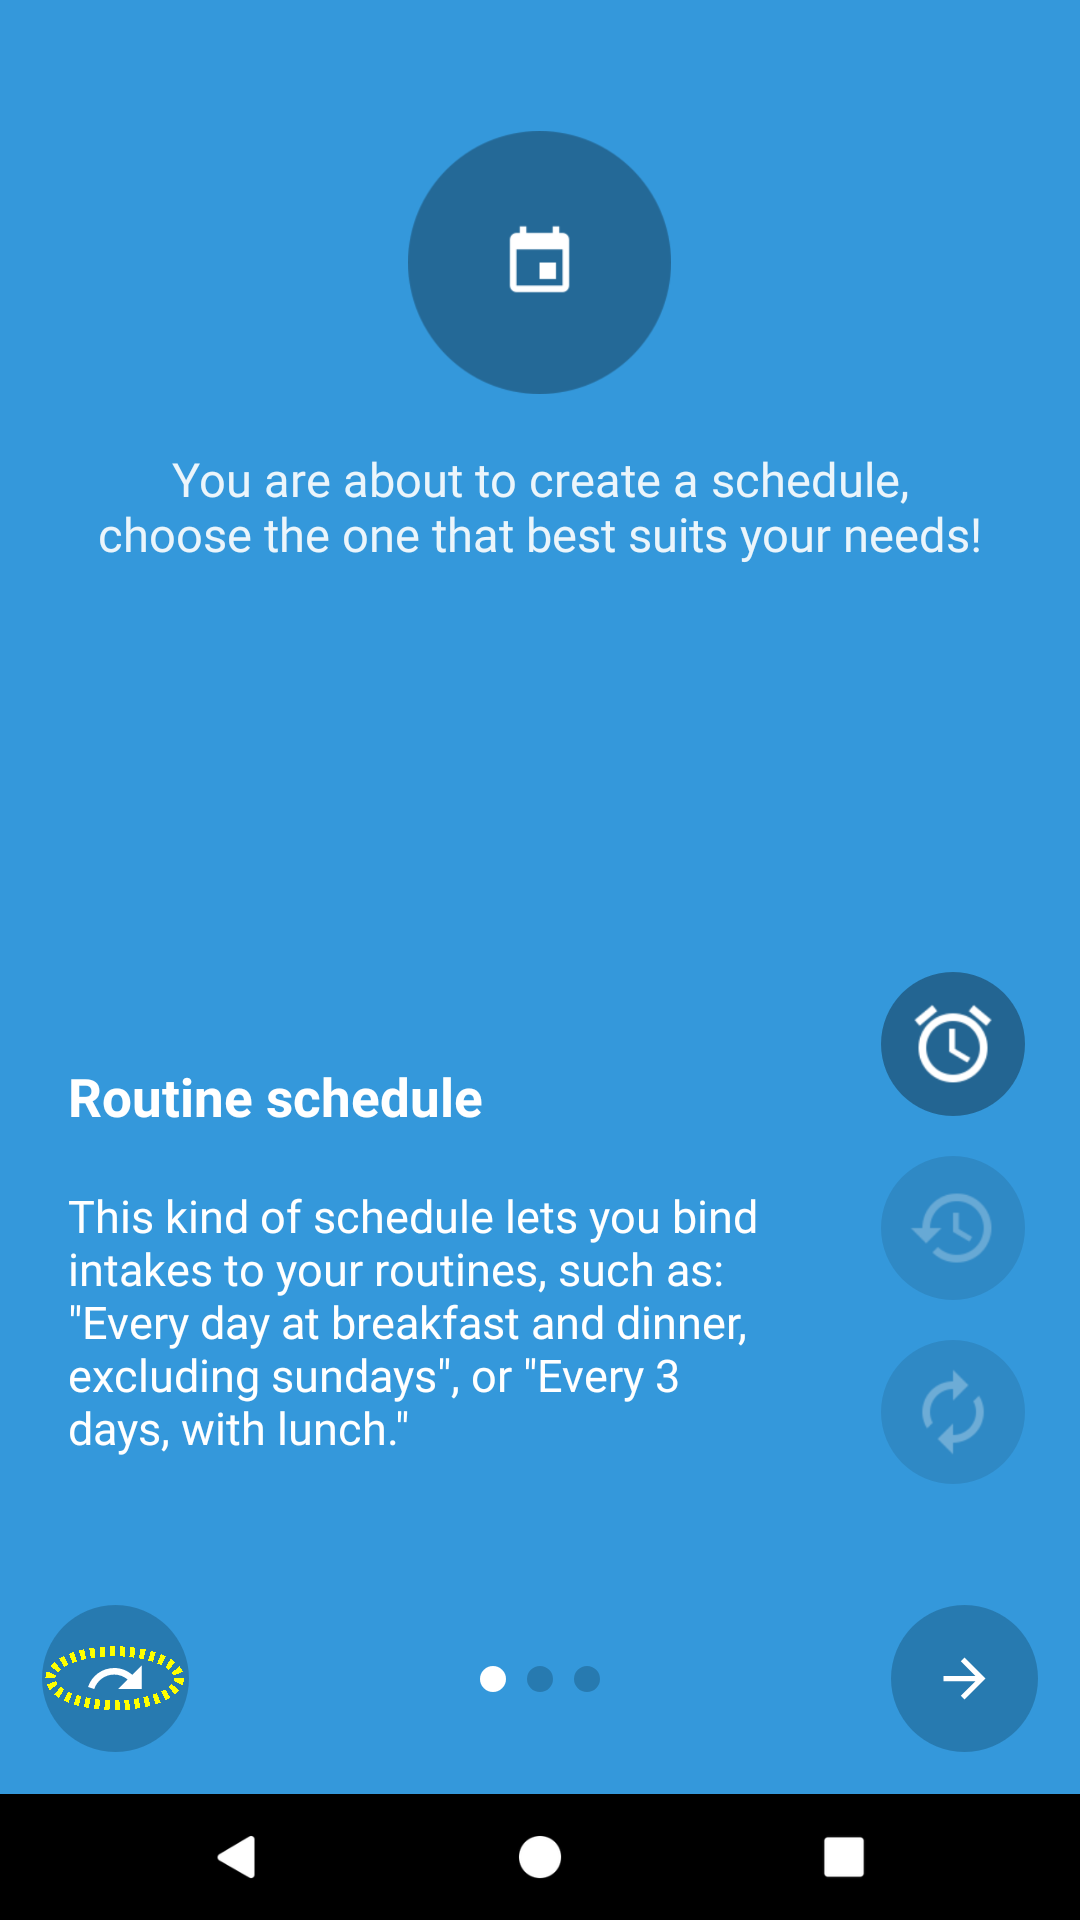 You are about to create a schedule,
choose the one that best suits your needs!
Routine schedule
This kind of schedule lets you bind
intakes to your routines, such as:
"Every day at breakfast and dinner,
excluding sundays", or "Every 3
days, with lunch."